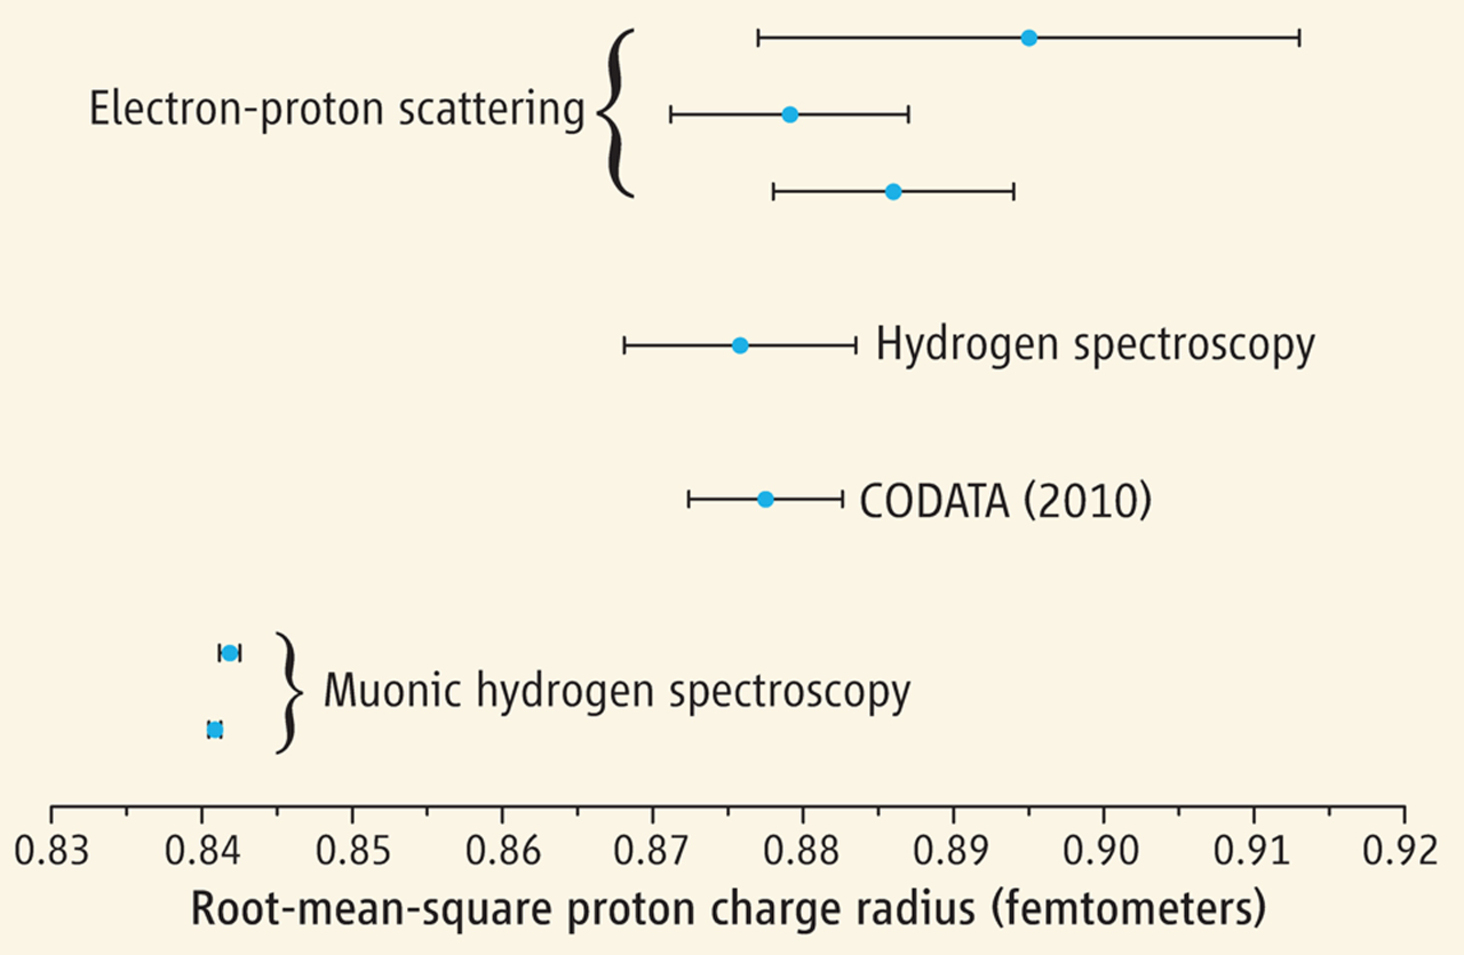 Electron-proton scattering
Hydrogen spectroscopy
CODATA (2010)
Muonic hydrogen spectroscopy
0.83 0.84 0.85 0.86 0.87 0.88 0.89 0.90 0.91 0.92
Root-mean-square proton charge radius (femtometers)